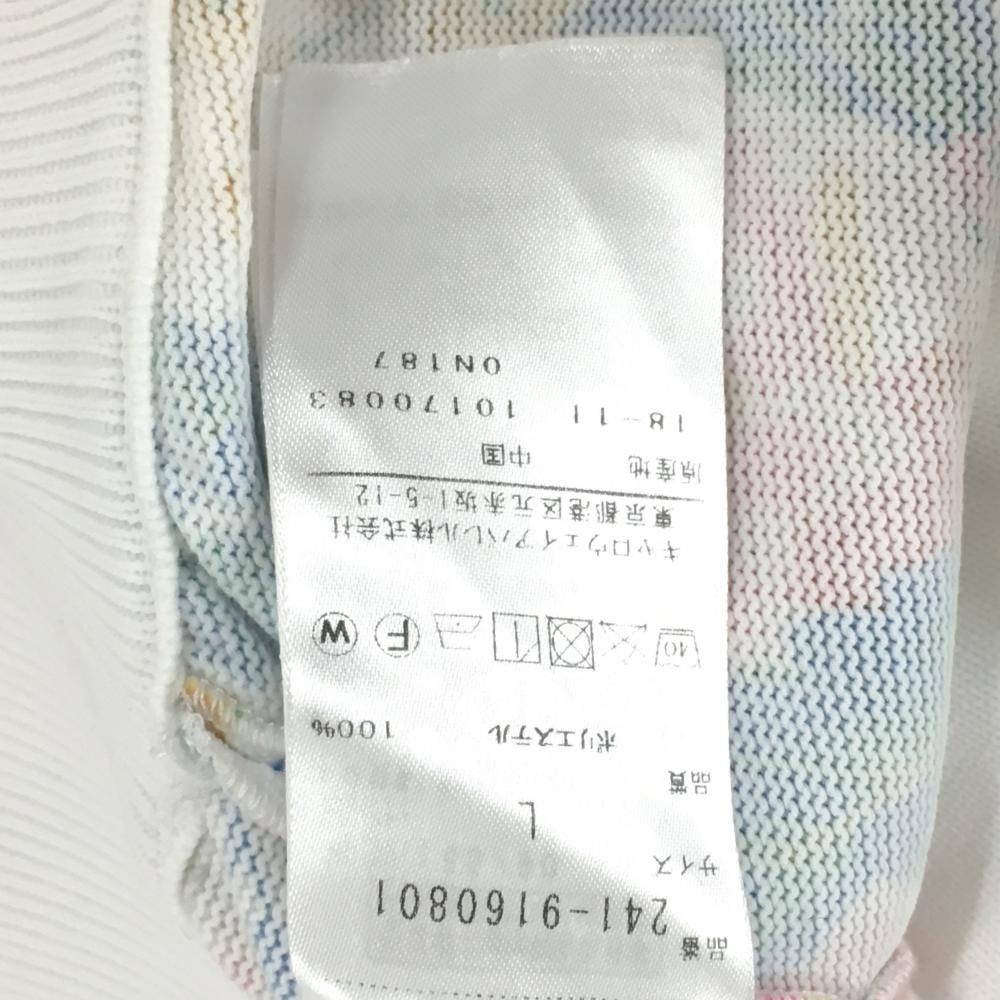 品番 241-9160801
サイズ
L
品質
ポリエステル 100%
40 F W
キャロウェイアパレル株式会社
東京都港区元赤坂1-5-12
原産地 中国
18-11 10170083
0N187